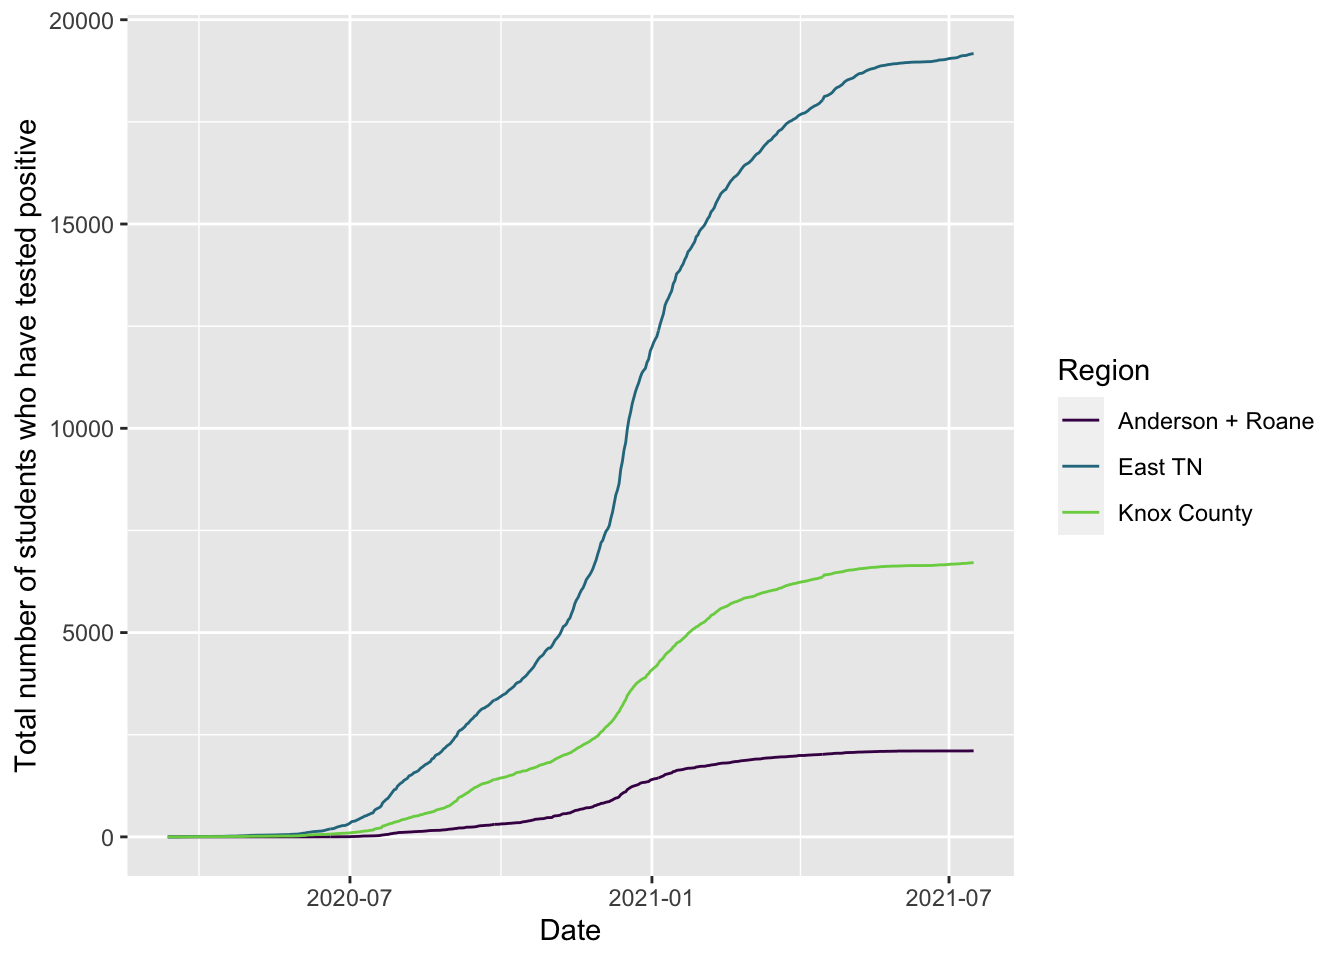 Total number of students who have tested positive
20000
15000
10000
5000
0
2020-07
2021-01
2021-07
Date
Region
Anderson + Roane
East TN
Knox County